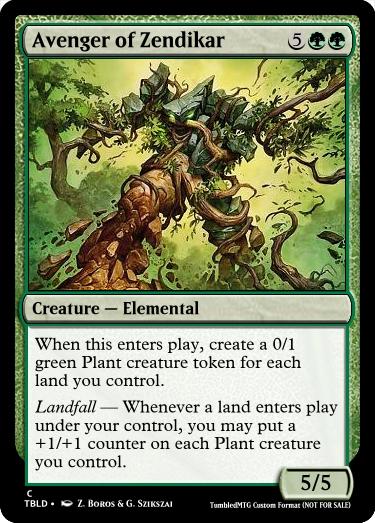 Avenger of Zendikar 5
Creature — Elemental
When this enters play, create a 0/1
green Plant creature token for each
land you control.
Landfall — Whenever a land enters play
under your control, you may put a
+1/+1 counter on each Plant creature
you control.
5/5
C
TBLD • Z. Boros & G. Szikszai
TumbledMTG Custom Format (NOT FOR SALE)